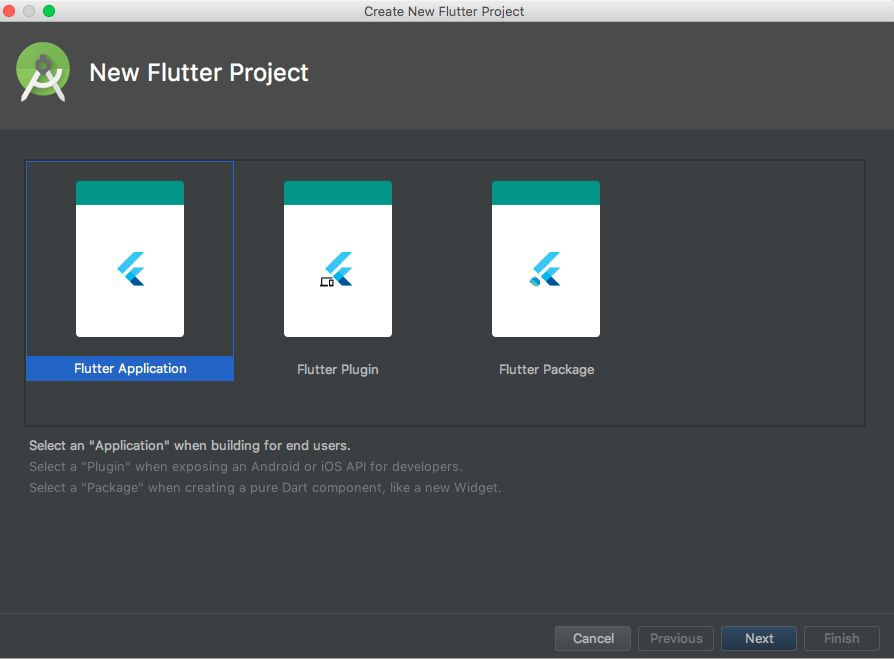 Create New Flutter Project
New Flutter Project
Flutter Application
Flutter Plugin
Flutter Package
Select an "Application" when building for end users.
Select a "Plugin" when exposing an Android or iOS API for developers.
Select a "Package" when creating a pure Dart component, like a new Widget.
Cancel
Previous
Next
Finish